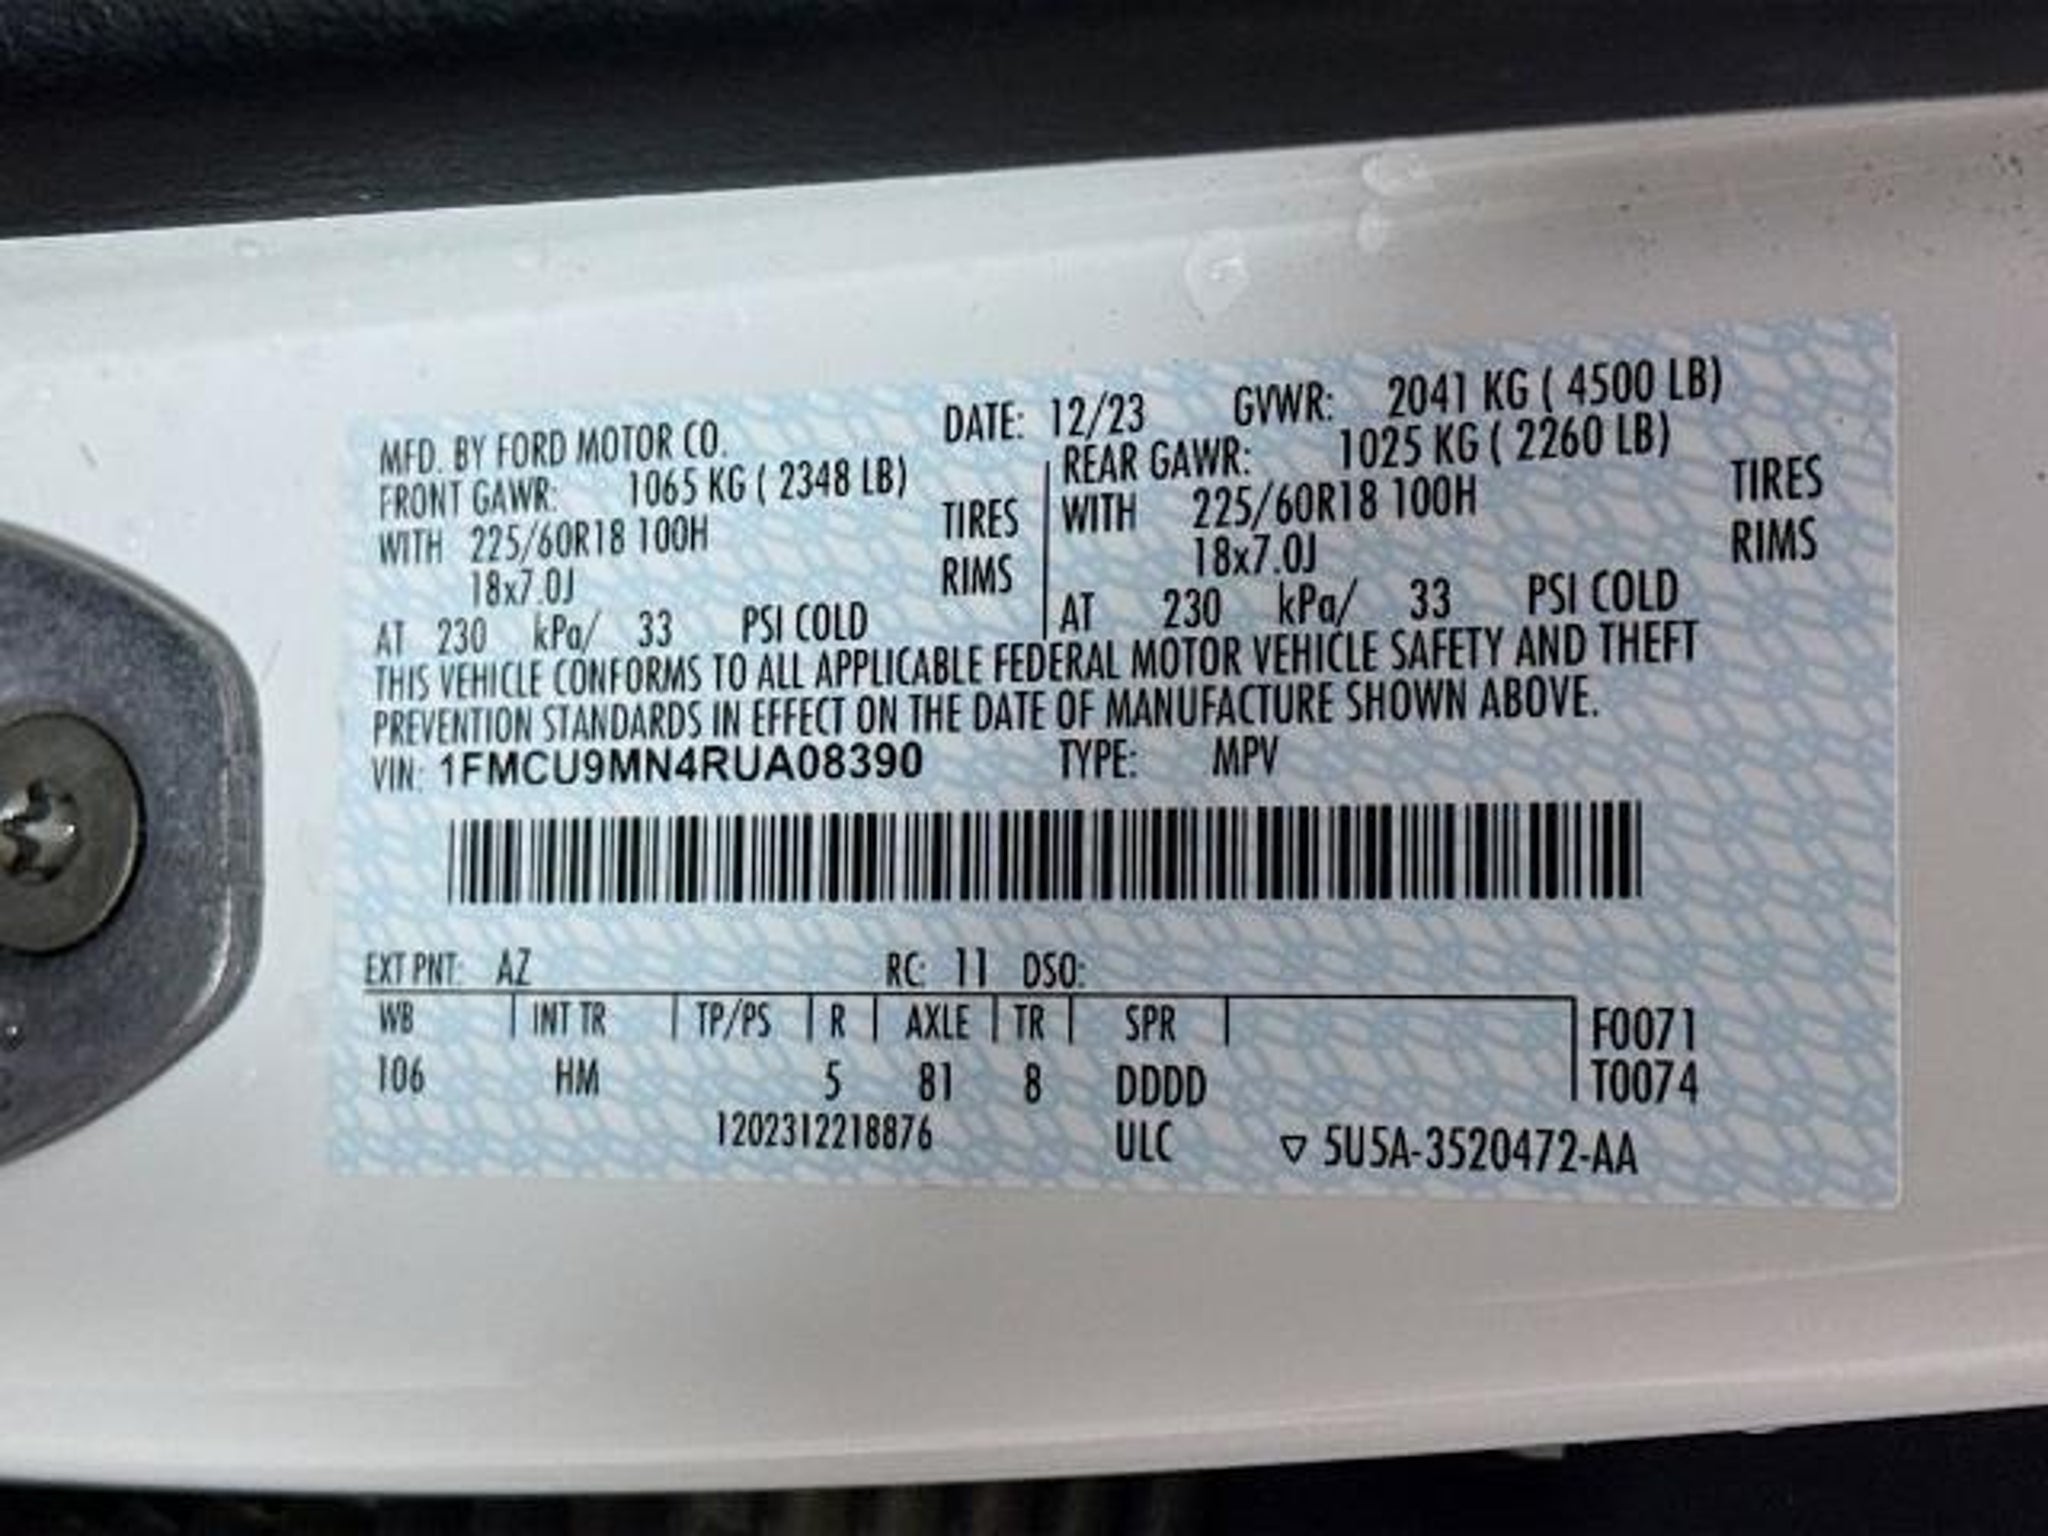 MFD. BY FORD MOTOR CO. DATE: 12/23 GVWR: 2041 KG ( 4500 LB)
FRONT GAWR: 1065 KG ( 2348 LB) REAR GAWR: 1025 KG ( 2260 LB)
WITH 225/60R18 100H TIRES WITH 225/60R18 100H TIRES
18x7.0J RIMS 18x7.0J RIMS
AT 230 kPa/ 33 PSI COLD AT 230 kPa/ 33 PSI COLD
THIS VEHICLE CONFORMS TO ALL APPLICABLE FEDERAL MOTOR VEHICLE SAFETY AND THEFT
PREVENTION STANDARDS IN EFFECT ON THE DATE OF MANUFACTURE SHOWN ABOVE.
VIN: 1FMCU9MN4RUA08390 TYPE: MPV
EXT PNT: AZ RC: 11 DSO:
WB INT TR TP/PS R AXLE TR SPR F0071
106 HM 5 81 8 DDDD T0074
1202312218876 ULC ▽ 5U5A-3520472-AA